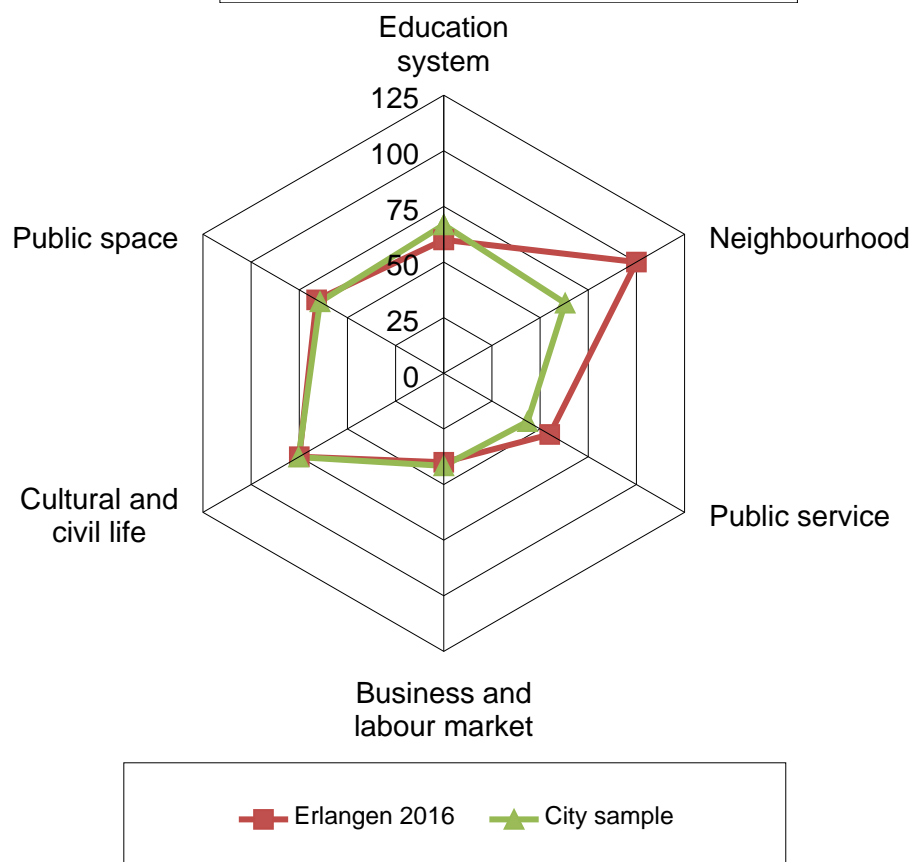 Education
system
125
100
75
50
25
0
Public space
Neighbourhood
Cultural and
civil life
Public service
Business and
labour market
Erlangen 2016
City sample